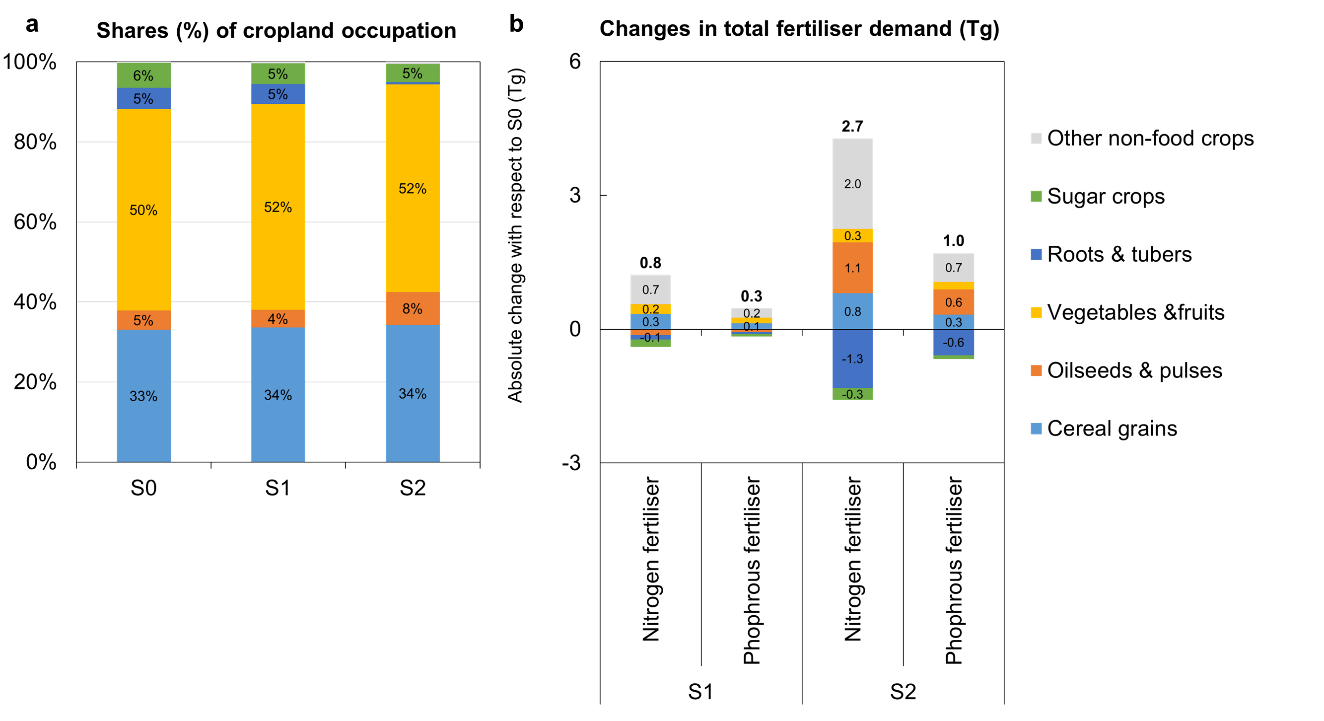 a
Shares (%) of cropland occupation
100%
80%
60%
40%
20%
0%
6%
5%
50%
5%
33%
5%
5%
52%
4%
34%
5%
52%
8%
34%
S0
S1
S2
b
Changes in total fertiliser demand (Tg)
Absolute change with respect to S0 (Tg)
6
3
0
-3
0.8
0.7
0.2
0.3
-0.1
0.3
0.2
0.1
2.7
2.0
0.3
1.1
0.8
-1.3
-0.3
1.0
0.7
0.6
0.3
-0.6
Nitrogen fertiliser
Phophrous fertiliser
Nitrogen fertiliser
Phophrous fertiliser
S1
S2
Other non-food crops
Sugar crops
Roots & tubers
Vegetables &fruits
Oilseeds & pulses
Cereal grains